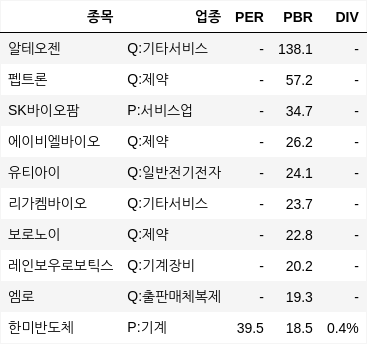 종목 업종 PER PBR DIV
알테오젠 Q:기타서비스 - 138.1 -
펩트론 Q:제약 - 57.2 -
SK바이오팜 P:서비스업 - 34.7 -
에이비엘바이오 Q:제약 - 26.2 -
유티아이 Q:일반전기전자 - 24.1 -
리가켐바이오 Q:기타서비스 - 23.7 -
보로노이 Q:제약 - 22.8 -
레인보우로보틱스 Q:기계장비 - 20.2 -
엠로 Q:출판매체복제 - 19.3 -
한미반도체 P:기계 39.5 18.5 0.4%